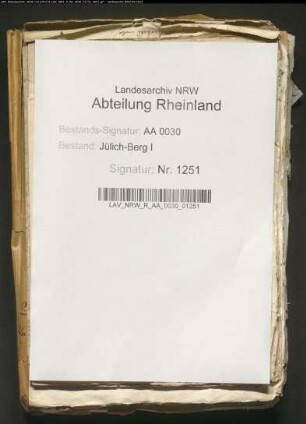 Landesarchiv NRW
Abteilung Rheinland
Bestands-Signatur: AA 0030
Bestand: Jülich-Berg I
Signatur: Nr. 1251
LAV_NRW_R_AA_0030_01251